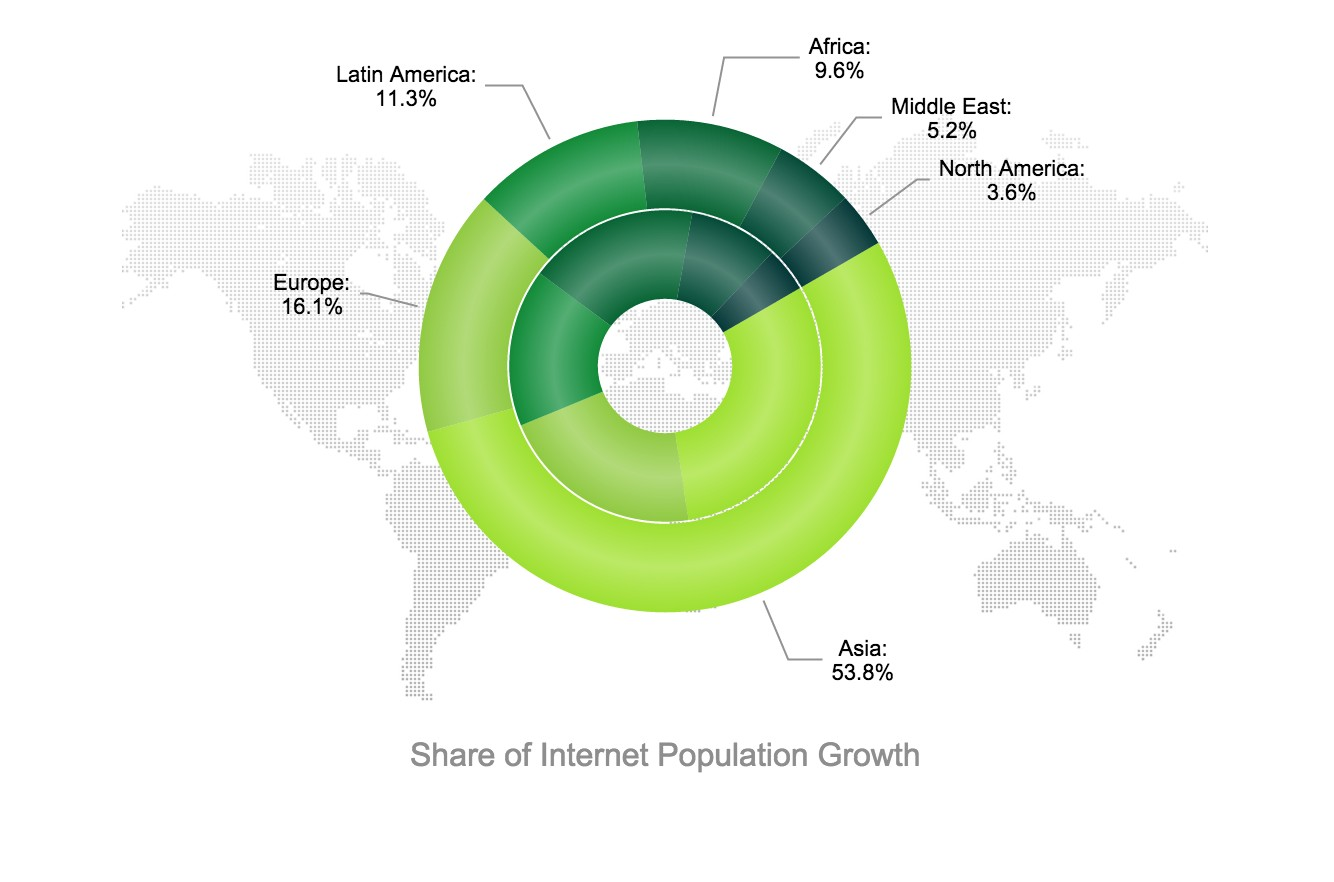 Africa:
9.6%
Latin America:
11.3%
Middle East:
5.2%
North America:
3.6%
Europe:
16.1%
Asia:
53.8%
Share of Internet Population Growth